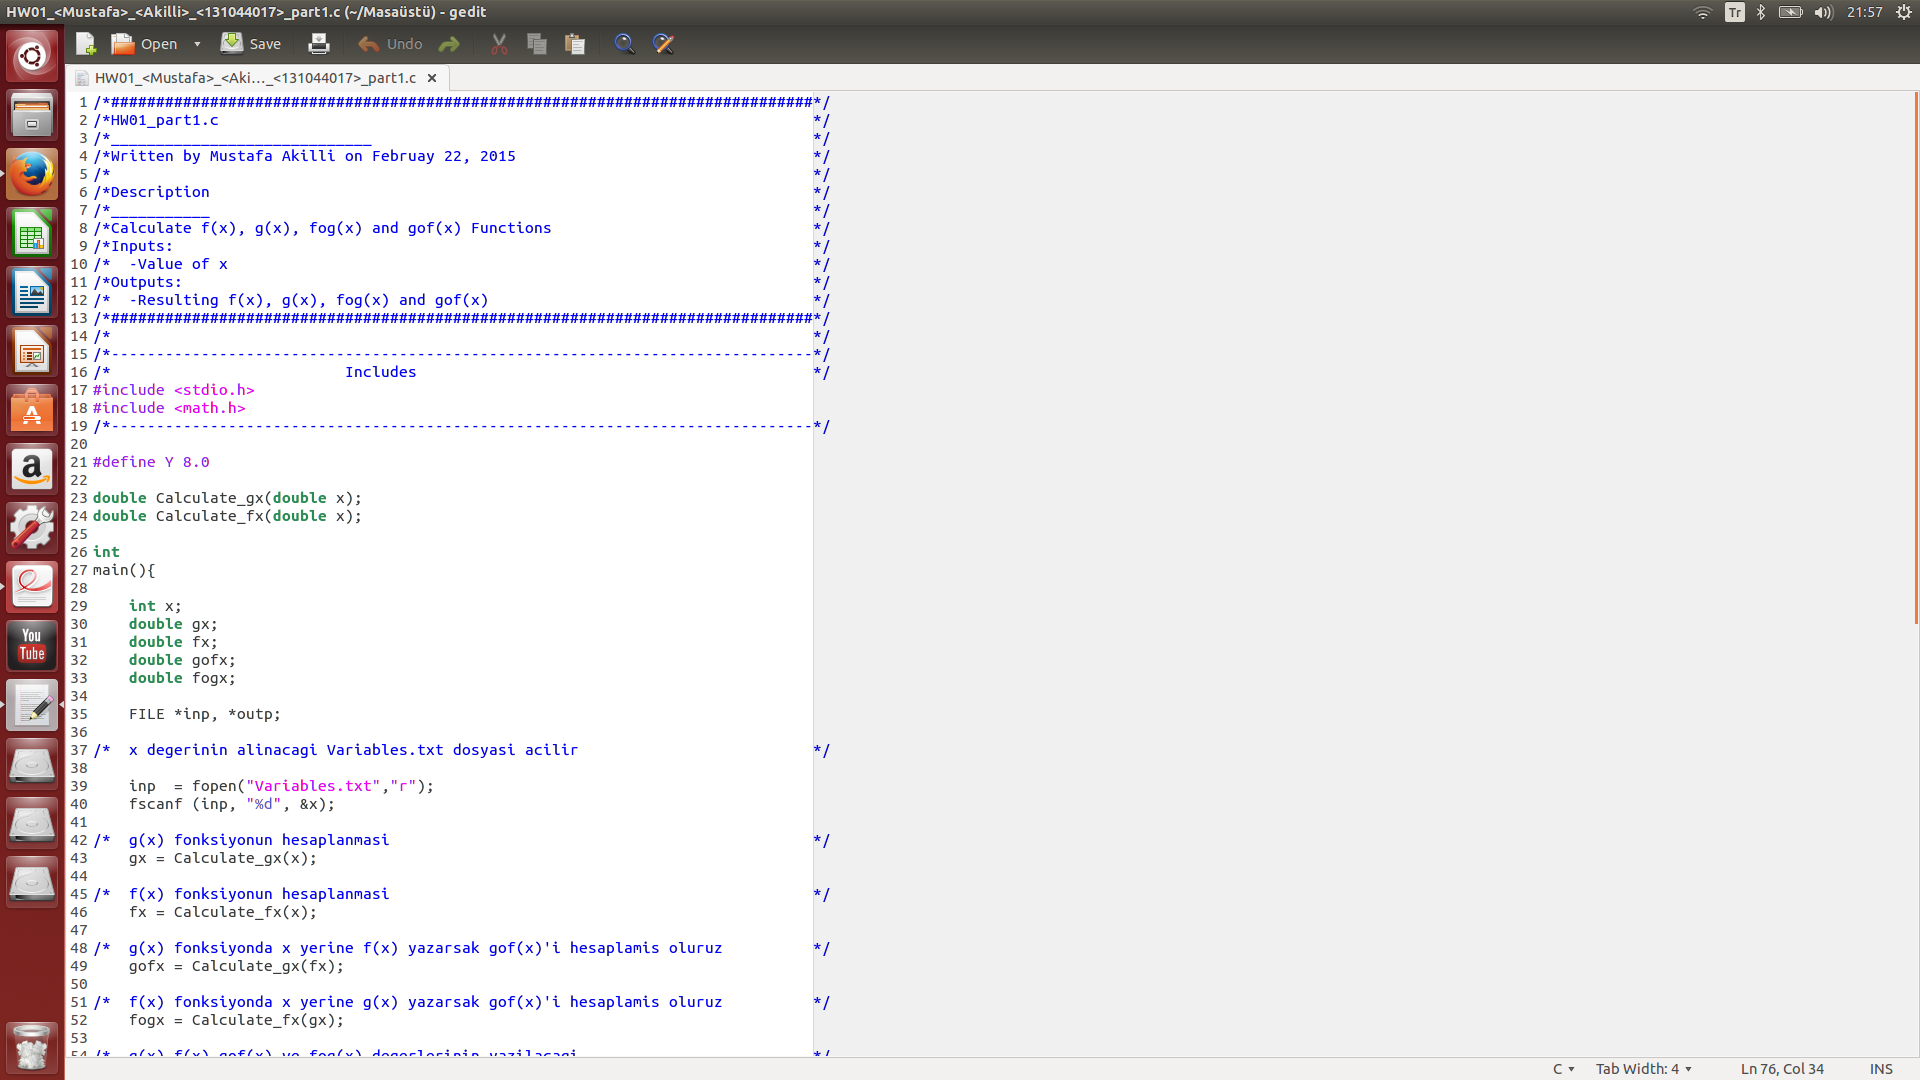 HW01_<Mustafa>_<Akilli>_<131044017>_part1.c (~/Masaüstü) - gedit
Tr 21:57
Open Save Undo
HW01_<Mustafa>_<Aki..._<131044017>_part1.c ×
1 /*##############################################################################*/
2 /*HW01_part1.c */
3 /*_____________________________ */
4 /*Written by Mustafa Akilli on Februay 22, 2015 */
5 /* */
6 /*Description */
7 /*___________ */
8 /*Calculate f(x), g(x), fog(x) and gof(x) Functions */
9 /*Inputs: */
10 /*  -Value of x */
11 /*Outputs: */
12 /*  -Resulting f(x), g(x), fog(x) and gof(x) */
13 /*##############################################################################*/
14 /* */
15 /*------------------------------------------------------------------------------*/
16 /* Includes */
17 #include <stdio.h>
18 #include <math.h>
19 /*------------------------------------------------------------------------------*/
20
21 #define Y 8.0
22
23 double Calculate_gx(double x);
24 double Calculate_fx(double x);
25
26 int
27 main(){
28
29     int x;
30     double gx;
31     double fx;
32     double gofx;
33     double fogx;
34
35     FILE *inp, *outp;
36
37 /*  x degerinin alinacagi Variables.txt dosyasi acilir */
38
39     inp  = fopen("Variables.txt","r");
40     fscanf (inp, "%d", &x);
41
42 /*  g(x) fonksiyonun hesaplanmasi */
43     gx = Calculate_gx(x);
44
45 /*  f(x) fonksiyonun hesaplanmasi */
46     fx = Calculate_fx(x);
47
48 /*  g(x) fonksiyonda x yerine f(x) yazarsak gof(x)'i hesaplamis oluruz */
49     gofx = Calculate_gx(fx);
50
51 /*  f(x) fonksiyonda x yerine g(x) yazarsak gof(x)'i hesaplamis oluruz */
52     fogx = Calculate_fx(gx);
53
54 /*  g(x) f(x) gof(x) ve fog(x) degerlerinin yazilacagi */
C Tab Width: 4 Ln 76, Col 34 INS
a
You
Tube